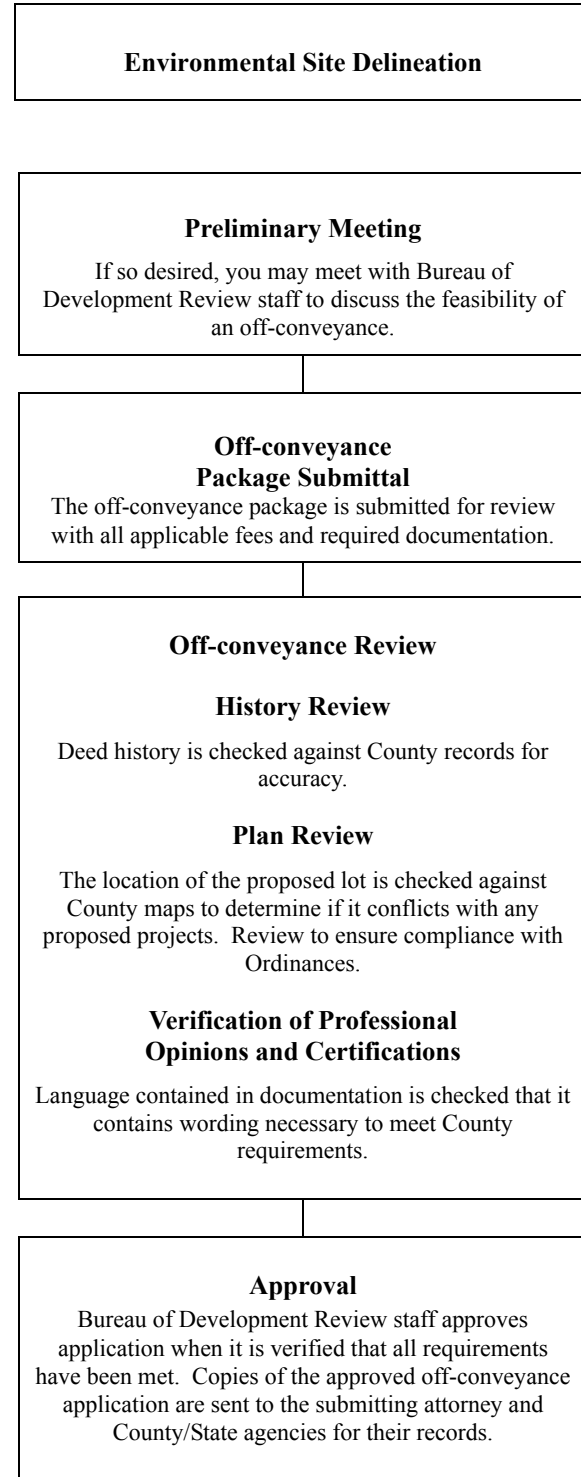 Environmental Site Delineation
Preliminary Meeting
If so desired, you may meet with Bureau of
Development Review staff to discuss the feasibility of
an off-conveyance.
Off-conveyance
Package Submittal
The off-conveyance package is submitted for review
with all applicable fees and required documentation.
Off-conveyance Review
History Review
Deed history is checked against County records for
accuracy.
Plan Review
The location of the proposed lot is checked against
County maps to determine if it conflicts with any
proposed projects.  Review to ensure compliance with
Ordinances.
Verification of Professional
Opinions and Certifications
Language contained in documentation is checked that it
contains wording necessary to meet County
requirements.
Approval
Bureau of Development Review staff approves
application when it is verified that all requirements
have been met.  Copies of the approved off-conveyance
application are sent to the submitting attorney and
County/State agencies for their records.